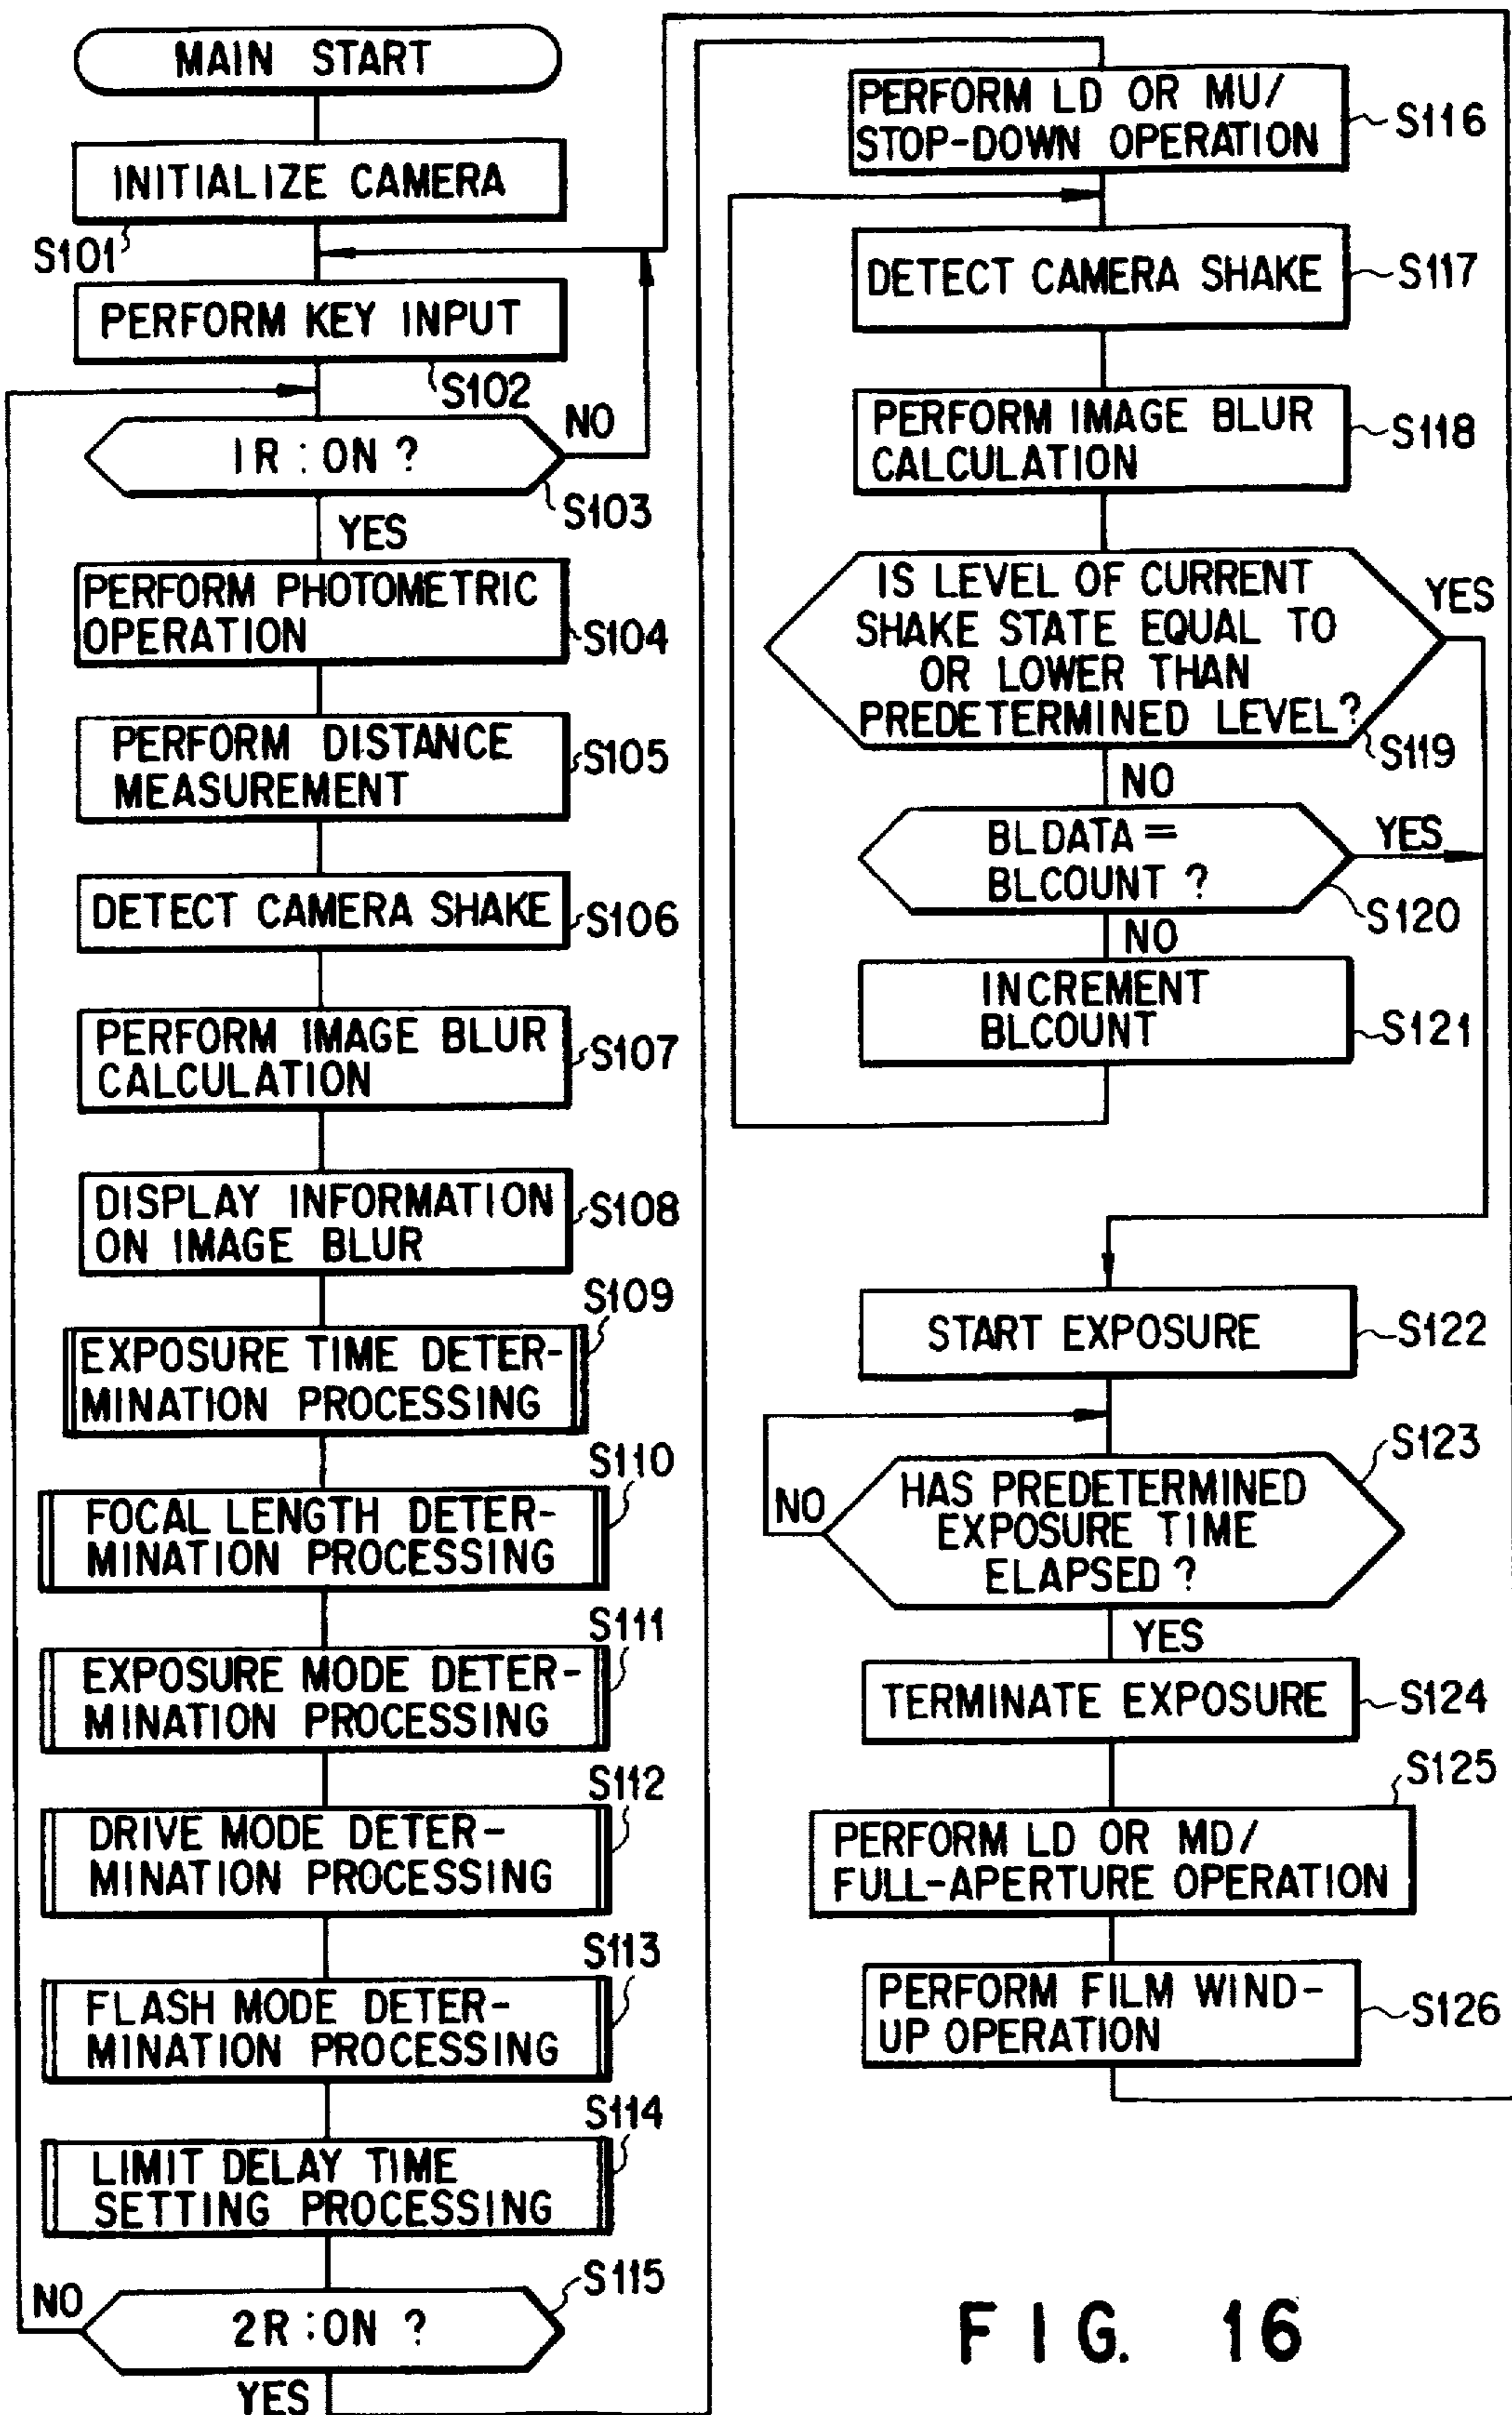 MAIN START
INITIALIZE CAMERA
S101
PERFORM KEY INPUT
S102
1R : ON ?
NO
S103
YES
PERFORM PHOTOMETRIC
OPERATION
S104
PERFORM DISTANCE
MEASUREMENT
S105
DETECT CAMERA SHAKE
S106
PERFORM IMAGE BLUR
CALCULATION
S107
DISPLAY INFORMATION
ON IMAGE BLUR
S108
S109
EXPOSURE TIME DETER-
MINATION PROCESSING
S110
FOCAL LENGTH DETER-
MINATION PROCESSING
S111
EXPOSURE MODE DETER-
MINATION PROCESSING
S112
DRIVE MODE DETER-
MINATION PROCESSING
S113
FLASH MODE DETER-
MINATION PROCESSING
S114
LIMIT DELAY TIME
SETTING PROCESSING
S115
NO
2R : ON ?
YES
PERFORM LD OR MU/
STOP-DOWN OPERATION
S116
DETECT CAMERA SHAKE
S117
PERFORM IMAGE BLUR
CALCULATION
S118
IS LEVEL OF CURRENT
SHAKE STATE EQUAL TO
OR LOWER THAN
PREDETERMINED LEVEL?
YES
S119
NO
BLDATA =
BLCOUNT ?
YES
S120
NO
INCREMENT
BLCOUNT
S121
START EXPOSURE
S122
S123
HAS PREDETERMINED
EXPOSURE TIME
ELAPSED ?
NO
YES
TERMINATE EXPOSURE
S124
S125
PERFORM LD OR MD/
FULL-APERTURE OPERATION
PERFORM FILM WIND-
UP OPERATION
S126
FIG. 16